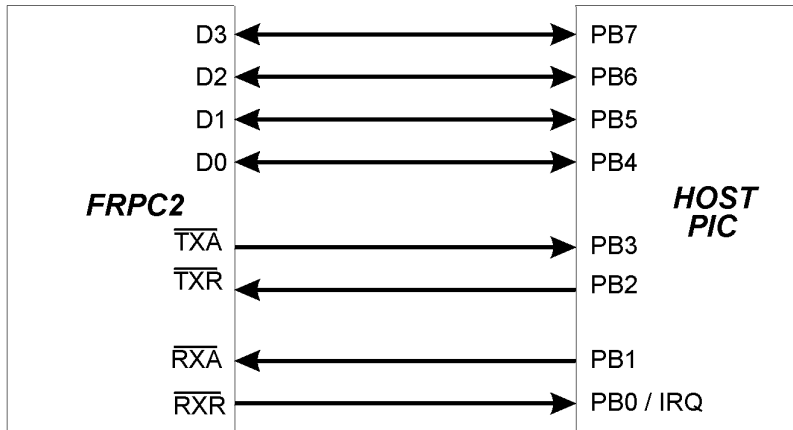 D3 PB7
D2 PB6
D1 PB5
D0 PB4
FRPC2
HOST
PIC
TXA PB3
TXR PB2
RXA PB1
RXR PB0 / IRQ